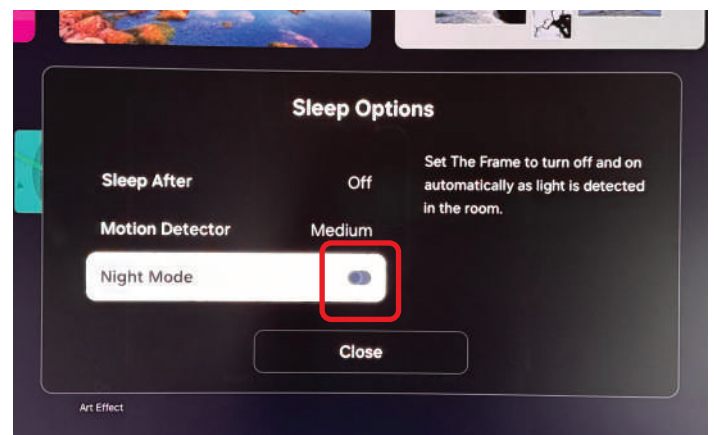 Sleep Options
Sleep After Off
Motion Detector Medium
Night Mode
Set The Frame to turn off and on
automatically as light is detected
in the room.
Close
Art Effect